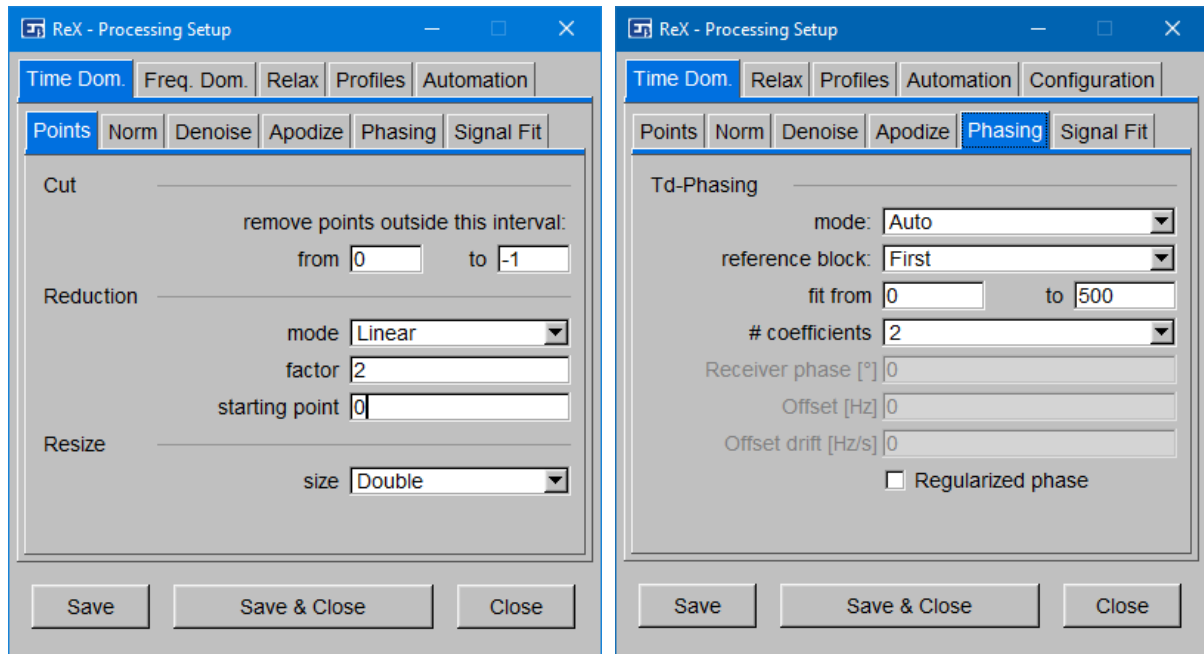 ReX - Processing Setup
Time Dom. Freq. Dom. Relax Profiles Automation
Points Norm Denoise Apodize Phasing Signal Fit
Cut
remove points outside this interval:
from 0 to -1
Reduction
mode Linear
factor 2
starting point 0
Resize
size Double
Save Save & Close Close
ReX - Processing Setup
Time Dom. Relax Profiles Automation Configuration
Points Norm Denoise Apodize Phasing Signal Fit
Td-Phasing
mode: Auto
reference block: First
fit from 0 to 500
# coefficients 2
Receiver phase [°] 0
Offset [Hz] 0
Offset drift [Hz/s] 0
Regularized phase
Save Save & Close Close